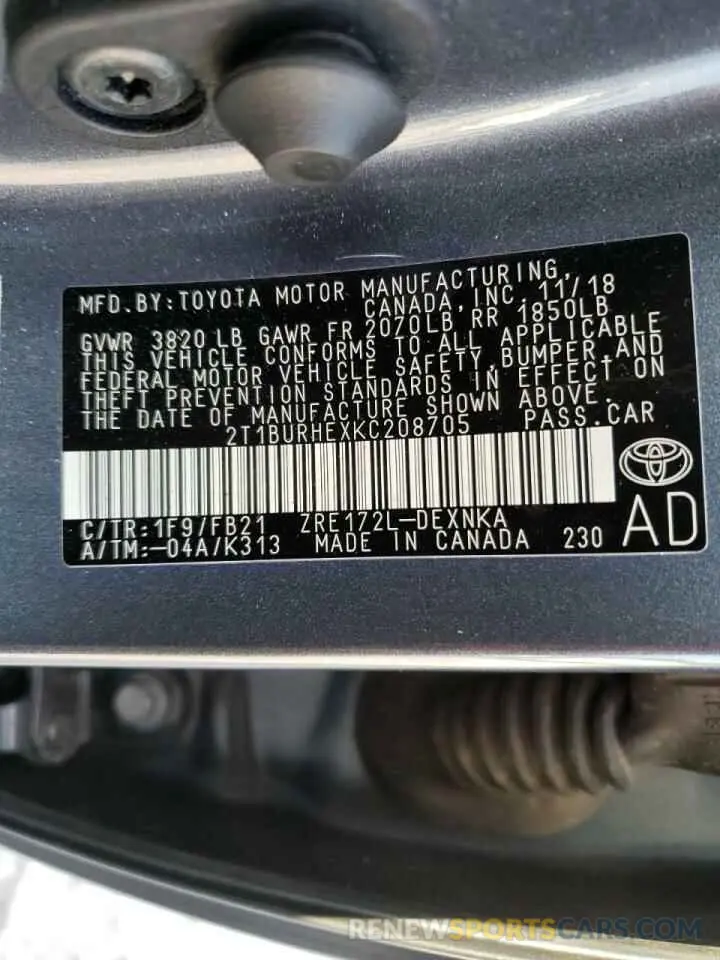 MFD.BY:TOYOTA MOTOR MANUFACTURING,
CANADA,INC. 11/18
GVWR 3820 LB GAWR FR 2070LB RR 1850LB
THIS VEHICLE CONFORMS TO ALL APPLICABLE
FEDERAL MOTOR VEHICLE SAFETY,BUMPER,AND
THEFT PREVENTION STANDARDS IN EFFECT ON
THE DATE OF MANUFACTURE SHOWN ABOVE.
2T1BURHEXKC208705 PASS.CAR
C/TR:1F9/FB21 ZRE172L-DEXNKA
A/TM:-04A/K313 MADE IN CANADA 230
AD
RENEWSPORTSCARS.COM